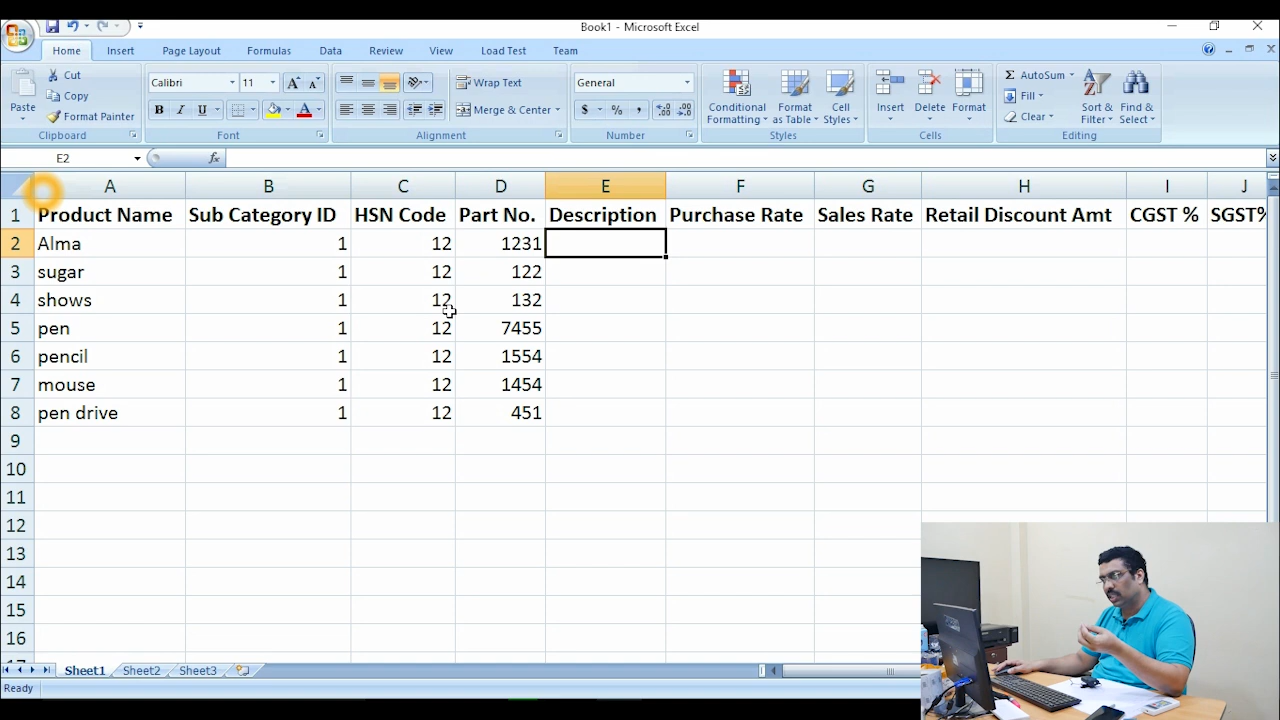 Book1 - Microsoft Excel
Home Insert Page Layout Formulas Data Review View Load Test Team
Cut
Copy
Format Painter
Paste
Clipboard
Calibri 11
B I U
Font
Wrap Text
Merge & Center
Alignment
General
$ % ,
Number
Conditional Formatting
Format as Table
Cell Styles
Styles
Insert Delete Format
Cells
AutoSum
Fill
Clear
Sort & Filter
Find & Select
Editing
E2 fx
A B C D E F G H I J
1 Product Name Sub Category ID HSN Code Part No. Description Purchase Rate Sales Rate Retail Discount Amt CGST % SGST%
2 Alma 1 12 1231
3 sugar 1 12 122
4 shows 1 12 132
5 pen 1 12 7455
6 pencil 1 12 1554
7 mouse 1 12 1454
8 pen drive 1 12 451
9
10
11
12
13
14
15
16
Sheet1 Sheet2 Sheet3
Ready